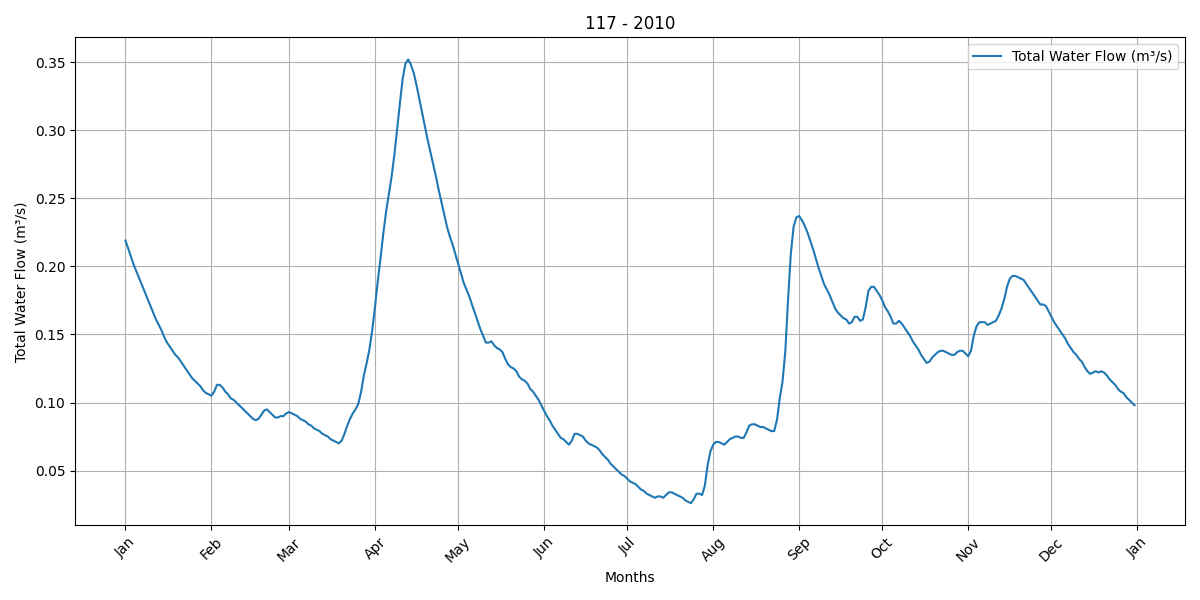 117 - 2010
Total Water Flow (m³/s)
Total Water Flow (m³/s)
0.35
0.30
0.25
0.20
0.15
0.10
0.05
Jan
Feb
Mar
Apr
May
Jun
Jul
Aug
Sep
Oct
Nov
Dec
Jan
Months